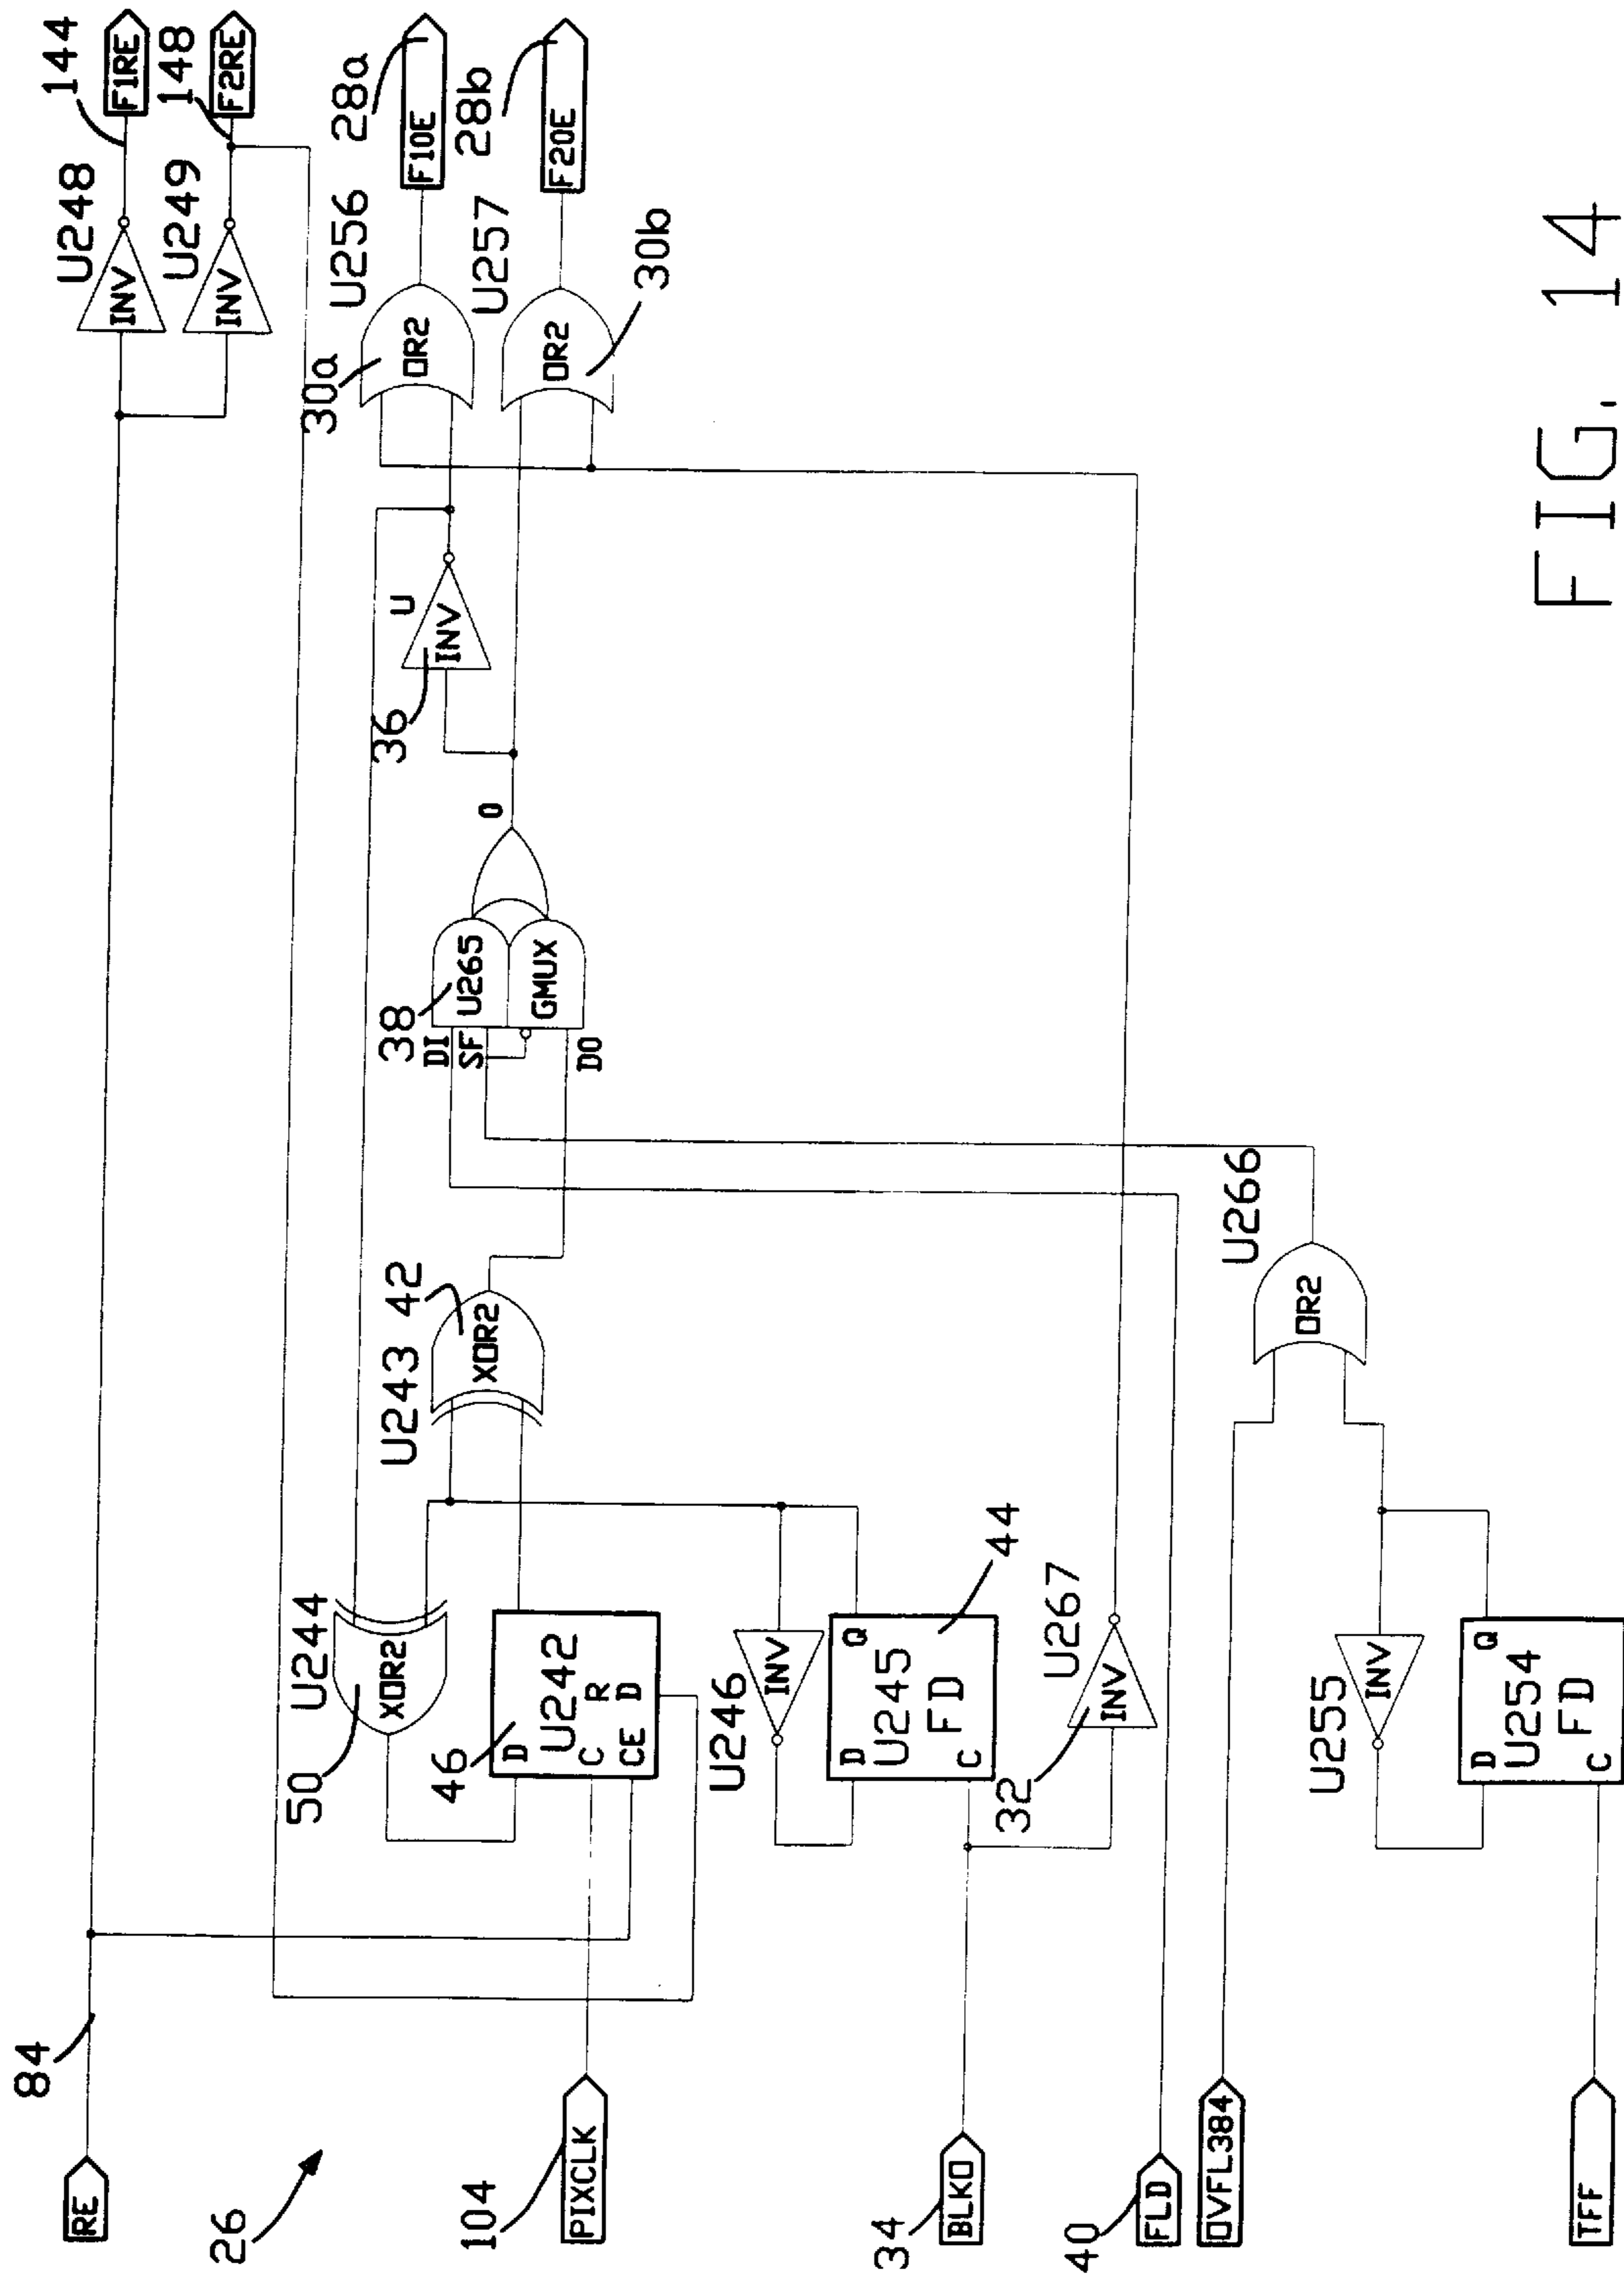 84
RE
26
104
PIXCLK
34
BLKO
40
FLD
OVFL384
TFF
50
U244
XOR2
46
D
U242
C
R
CE
D
U243
42
XOR2
U246
INV
D
Q
U245
FD
C
44
32
INV
U267
U255
INV
D
Q
U254
FD
C
U266
OR2
38
DI
SF
DO
U265
GMUX
O
36
U
INV
30a
OR2
U256
F1OE
28a
OR2
U257
30b
F2OE
28b
U248
INV
144
F1RE
U249
INV
148
F2RE
FIG. 14